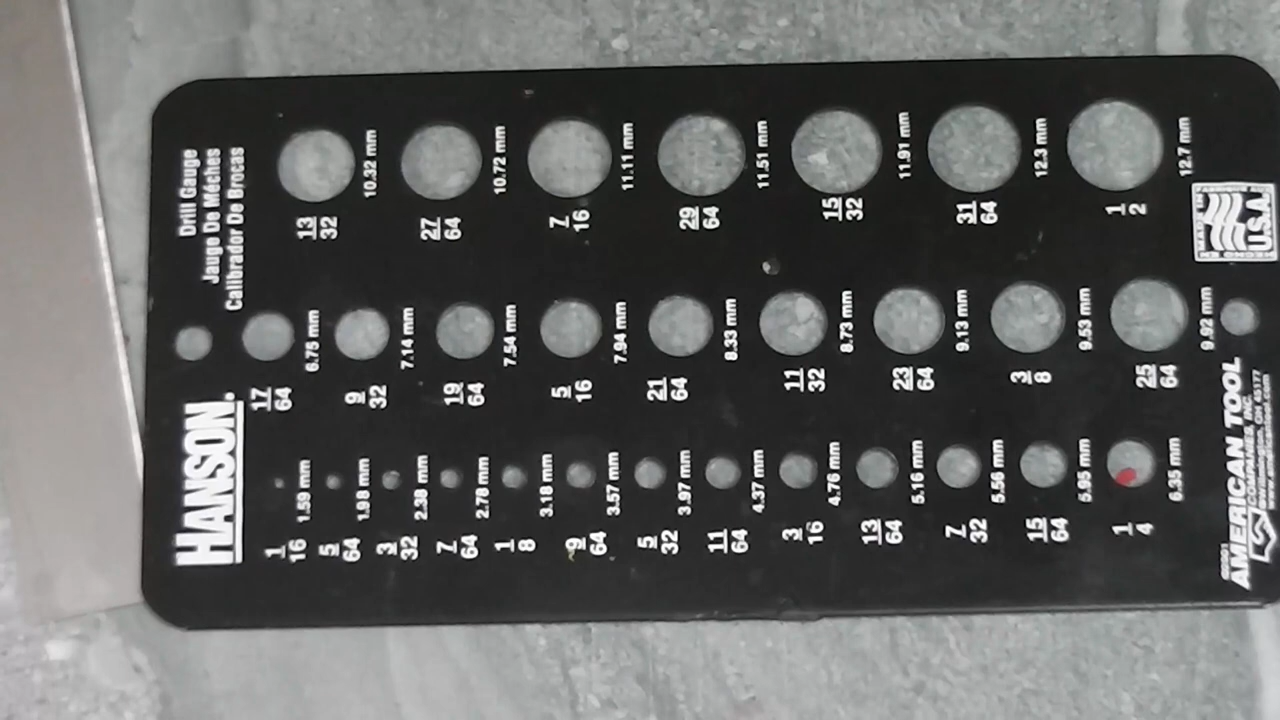 Drill Gauge
Jauge De Méches
Calibrador De Brocas
HANSON.
13/32 10.32 mm
27/64 10.72 mm
7/16 11.11 mm
29/64 11.51 mm
15/32 11.91 mm
31/64 12.3 mm
1/2 12.7 mm
17/64 6.75 mm
9/32 7.14 mm
19/64 7.54 mm
5/16 7.94 mm
21/64 8.33 mm
11/32 8.73 mm
23/64 9.13 mm
3/8 9.53 mm
25/64 9.92 mm
1/16 1.59 mm
5/64 1.98 mm
3/32 2.38 mm
7/64 2.78 mm
1/8 3.18 mm
9/64 3.57 mm
5/32 3.97 mm
11/64 4.37 mm
3/16 4.76 mm
13/64 5.16 mm
7/32 5.56 mm
15/64 5.95 mm
1/4 6.35 mm
U.S.A.
AMERICAN TOOL
COMPANIES, INC.
OH 45177